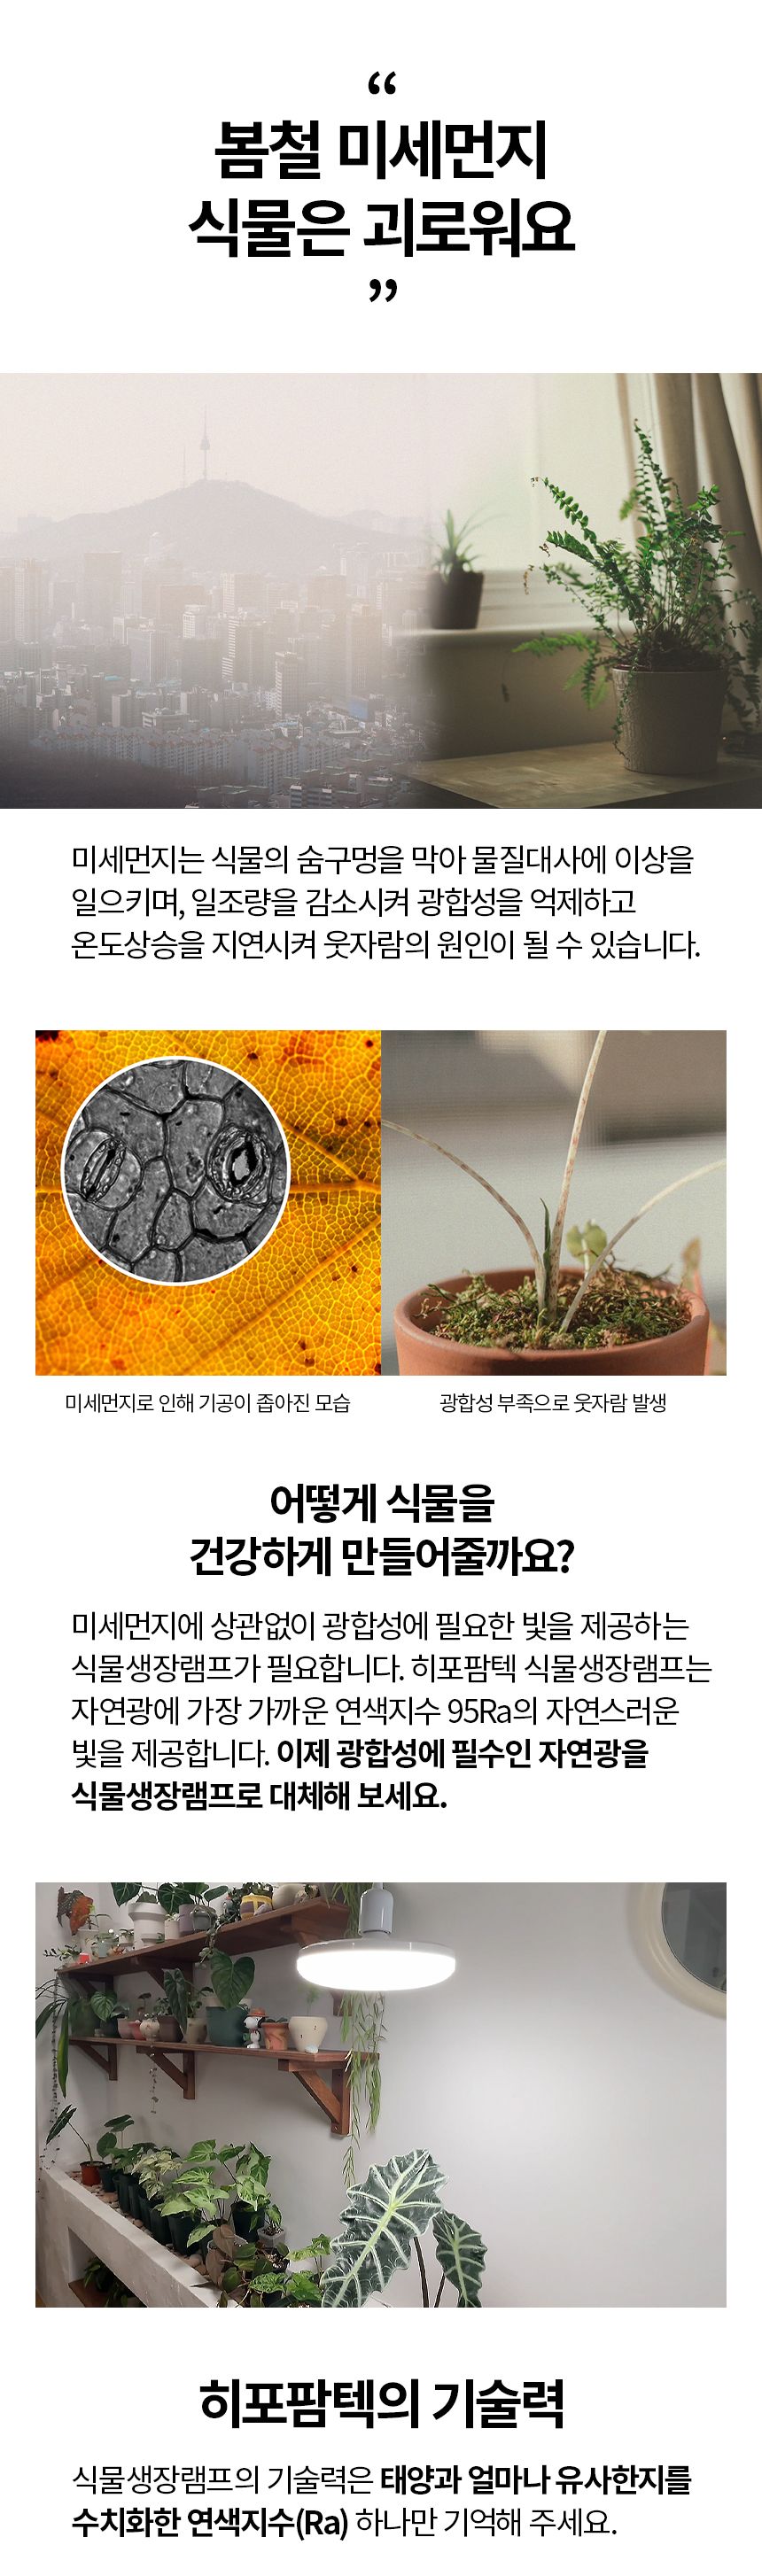 “
봄철 미세먼지
식물은 괴로워요
”
미세먼지는 식물의 숨구멍을 막아 물질대사에 이상을
일으키며, 일조량을 감소시켜 광합성을 억제하고
온도상승을 지연시켜 웃자람의 원인이 될 수 있습니다.
미세먼지로 인해 기공이 좁아진 모습
광합성 부족으로 웃자람 발생
어떻게 식물을
건강하게 만들어줄까요?
미세먼지에 상관없이 광합성에 필요한 빛을 제공하는
식물생장램프가 필요합니다. 히포팜텍 식물생장램프는
자연광에 가장 가까운 연색지수 95Ra의 자연스러운
빛을 제공합니다. 이제 광합성에 필수인 자연광을
식물생장램프로 대체해 보세요.
히포팜텍의 기술력
식물생장램프의 기술력은 태양과 얼마나 유사한지를
수치화한 연색지수(Ra) 하나만 기억해 주세요.